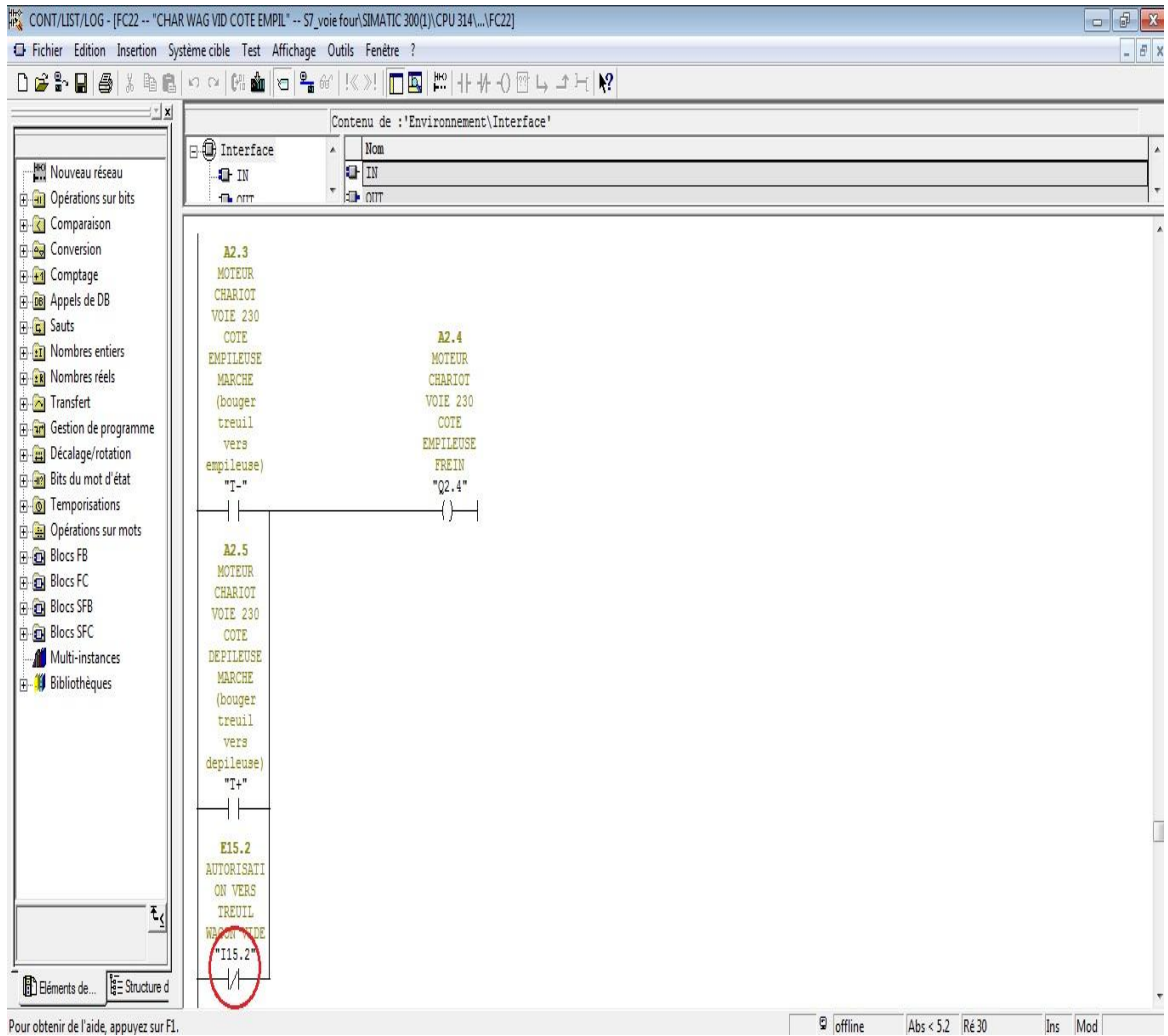 CONT/LIST/LOG - [FC22 -- "CHAR WAG VID COTE EMPIL" -- S7_voie four\SIMATIC 300(1)\CPU 314\...\FC22]
Fichier Edition Insertion Système cible Test Affichage Outils Fenêtre ?
Contenu de :'Environnement\Interface'
Interface
IN
OUT
Nom
IN
OUT
Nouveau réseau
Opérations sur bits
Comparaison
Conversion
Comptage
Appels de DB
Sauts
Nombres entiers
Nombres réels
Transfert
Gestion de programme
Décalage/rotation
Bits du mot d'état
Temporisations
Opérations sur mots
Blocs FB
Blocs FC
Blocs SFB
Blocs SFC
Multi-instances
Bibliothèques
Eléments de...
Structure d
A2.3
MOTEUR
CHARIOT
VOIE 230
COTE
EMPILEUSE
MARCHE
(bouger
treuil
vers
empileuse)
"T-"
A2.4
MOTEUR
CHARIOT
VOIE 230
COTE
EMPILEUSE
FREIN
"Q2.4"
A2.5
MOTEUR
CHARIOT
VOIE 230
COTE
DEPILEUSE
MARCHE
(bouger
treuil
vers
depileuse)
"T+"
E15.2
AUTORISATI
ON VERS
TREUIL
WAGON VIDE
"I15.2"
Pour obtenir de l'aide, appuyez sur F1.
offline
Abs < 5.2
Ré 30
Ins
Mod